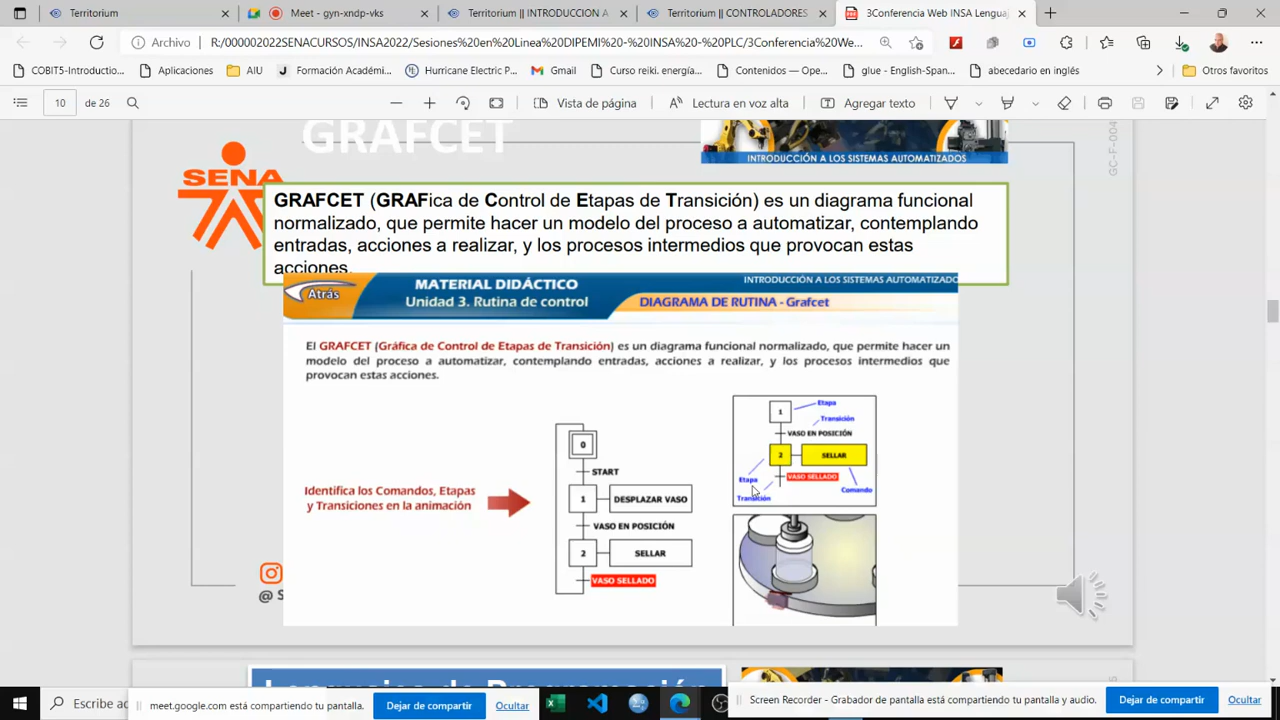 Territorium
Meet - gyn-xndp-vks
Territorium || INTRODUCCION A
Territorium || CONTROLADORES
3Conferencia Web INSA Lenguaj
Archivo
R:/000002022SENACURSOS/INSA2022/Sesiones%20en%20Linea%20DIPEMI%20-%20INSA%20-%20PLC/3Conferencia%20We...
COBIT5-Introductio...
Aplicaciones
AIU
Formación Académi...
Hurricane Electric P...
Gmail
Curso reiki. energía...
Contenidos — Ope...
glue - English-Span...
abecedario en inglés
Otros favoritos
10 de 26
Vista de página
Lectura en voz alta
Agregar texto
GRAFCET
INTRODUCCIÓN A LOS SISTEMAS AUTOMATIZADOS
GC-F-004
SENA
GRAFCET (GRAFica de Control de Etapas de Transición) es un diagrama funcional
normalizado, que permite hacer un modelo del proceso a automatizar, contemplando
entradas, acciones a realizar, y los procesos intermedios que provocan estas
acciones.
Atrás
MATERIAL DIDÁCTICO
Unidad 3. Rutina de control
INTRODUCCIÓN A LOS SISTEMAS AUTOMATIZADO
DIAGRAMA DE RUTINA - Grafcet
El GRAFCET (Gráfica de Control de Etapas de Transición) es un diagrama funcional normalizado, que permite hacer un
modelo del proceso a automatizar, contemplando entradas, acciones a realizar, y los procesos intermedios que
provocan estas acciones.
Identifica los Comandos, Etapas
y Transiciones en la animación
0
START
1 DESPLAZAR VASO
VASO EN POSICIÓN
2 SELLAR
VASO SELLADO
1
Etapa
Transición
VASO EN POSICIÓN
2 SELLAR
Etapa
VASO SELLADO
Comando
Transición
@ S
Lenguajes de Programación
Escribe ac
meet.google.com está compartiendo tu pantalla.
Dejar de compartir
Ocultar
Screen Recorder - Grabador de pantalla está compartiendo tu pantalla y audio.
Dejar de compartir
Ocultar